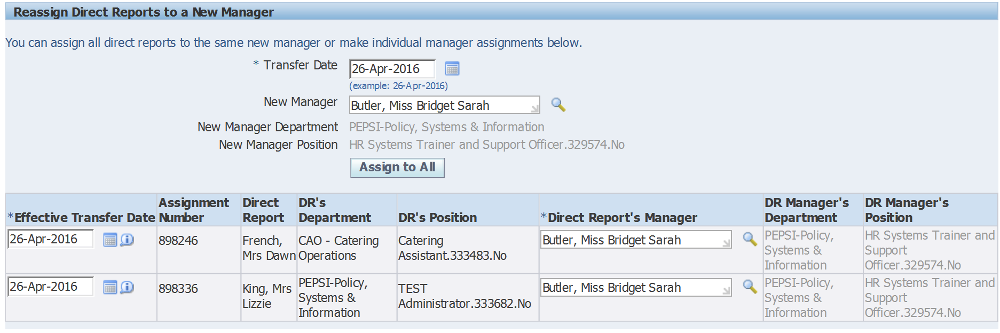 Reassign Direct Reports to a New Manager
You can assign all direct reports to the same new manager or make individual manager assignments below.
* Transfer Date 26-Apr-2016
(example: 26-Apr-2016)
New Manager Butler, Miss Bridget Sarah
New Manager Department PEPSI-Policy, Systems & Information
New Manager Position HR Systems Trainer and Support Officer.329574.No
Assign to All
*Effective Transfer Date
Assignment
Number
Direct
Report
DR's
Department
DR's Position
*Direct Report's Manager
DR Manager's
Department
DR Manager's
Position
26-Apr-2016
898246
French,
Mrs Dawn
CAO - Catering
Operations
Catering
Assistant.333483.No
Butler, Miss Bridget Sarah
PEPSI-Policy,
Systems &
Information
HR Systems Trainer and
Support
Officer.329574.No
26-Apr-2016
898336
King, Mrs
Lizzie
PEPSI-Policy,
Systems &
Information
TEST
Administrator.333682.No
Butler, Miss Bridget Sarah
PEPSI-Policy,
Systems &
Information
HR Systems Trainer and
Support
Officer.329574.No